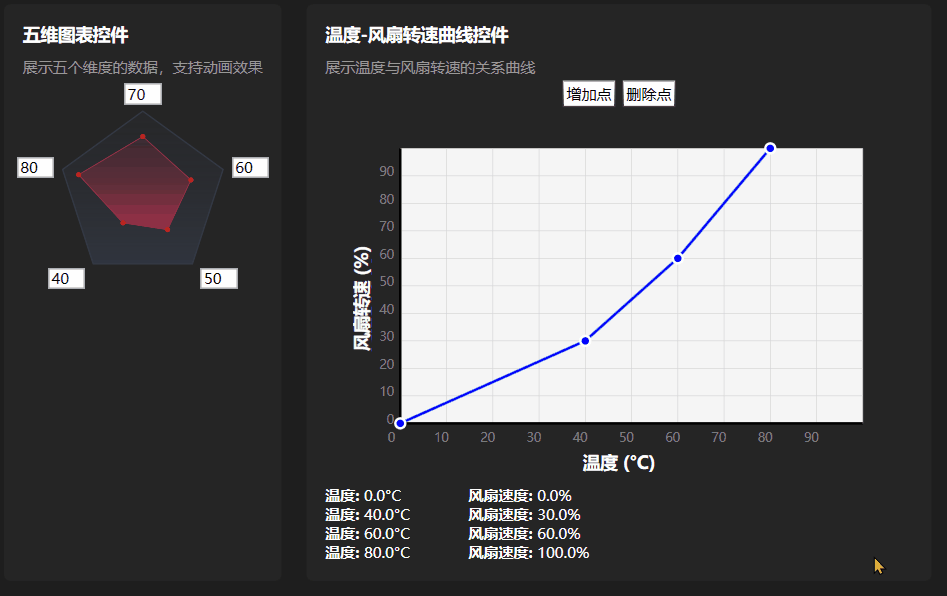 五维图表控件
展示五个维度的数据，支持动画效果
70
80
60
40
50
温度-风扇转速曲线控件
展示温度与风扇转速的关系曲线
增加点 删除点
风扇转速 (%)
90
80
70
60
50
40
30
20
10
0
0 10 20 30 40 50 60 70 80 90
温度 (°C)
温度: 0.0°C 风扇速度: 0.0%
温度: 40.0°C 风扇速度: 30.0%
温度: 60.0°C 风扇速度: 60.0%
温度: 80.0°C 风扇速度: 100.0%